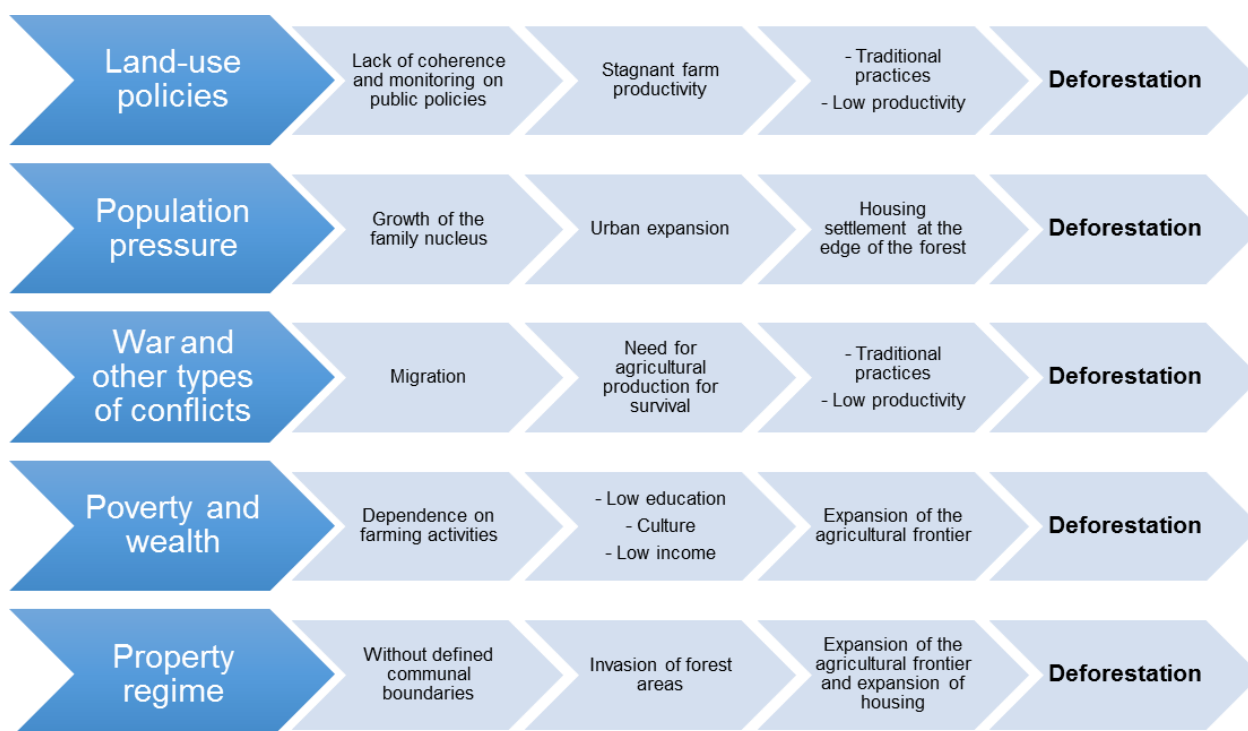 Land-use
policies
Lack of coherence
and monitoring on
public policies
Stagnant farm
productivity
- Traditional
practices
- Low productivity
Deforestation
Population
pressure
Growth of the
family nucleus
Urban expansion
Housing
settlement at the
edge of the forest
Deforestation
War and
other types
of conflicts
Migration
Need for
agricultural
production for
survival
- Traditional
practices
- Low productivity
Deforestation
Poverty and
wealth
Dependence on
farming activities
- Low education
- Culture
- Low income
Expansion of the
agricultural frontier
Deforestation
Property
regime
Without defined
communal
boundaries
Invasion of forest
areas
Expansion of the
agricultural frontier
and expansion of
housing
Deforestation